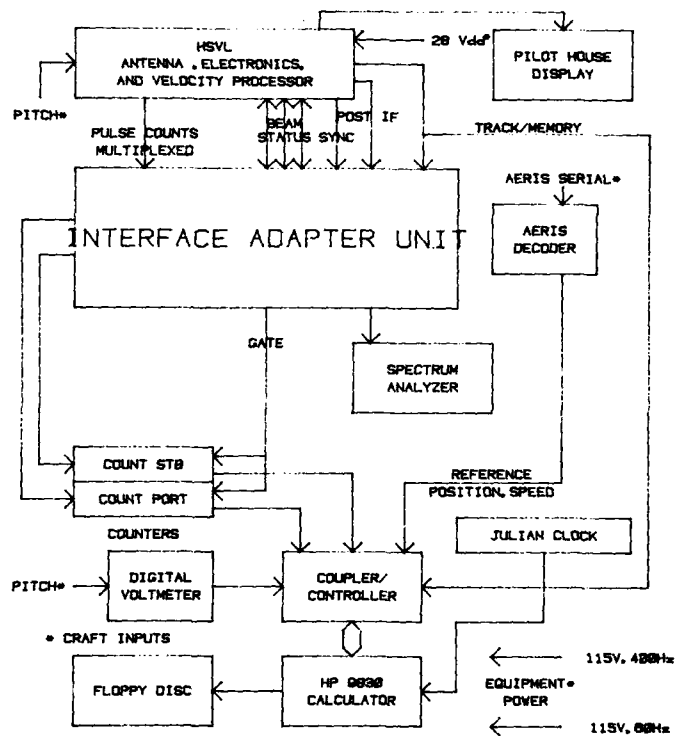 HSVL
ANTENNA, ELECTRONICS,
AND VELOCITY PROCESSOR
28 Vdd*
PILOT HOUSE
DISPLAY
PITCH*
PULSE COUNTS
MULTIPLEXED
BEAM
STATUS SYNC
POST IF
TRACK/MEMORY
AERIS SERIAL*
INTERFACE ADAPTER UNIT
AERIS
DECODER
GATE
SPECTRUM
ANALYZER
COUNT STB
COUNT PORT
REFERENCE
POSITION, SPEED
COUNTERS
JULIAN CLOCK
PITCH*
DIGITAL
VOLTMETER
COUPLER/
CONTROLLER
* CRAFT INPUTS
FLOPPY DISC
HP 9830
CALCULATOR
115V, 400Hz
EQUIPMENT*
POWER
115V, 60Hz